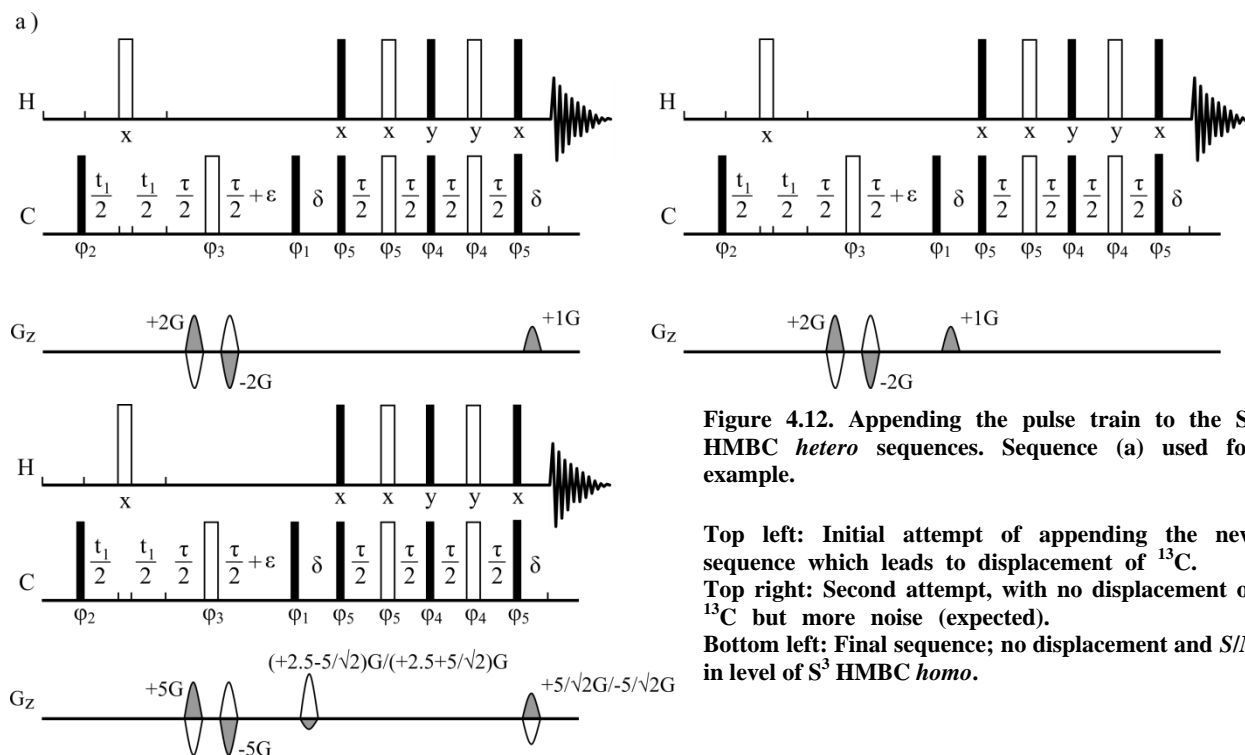 a)
H
x x x y y x
C
t₁/2 t₁/2 τ/2 τ/2 + ε δ τ/2 τ/2 τ/2 τ/2 δ
φ₂ φ₃ φ₁ φ₅ φ₅ φ₄ φ₄ φ₅
G_Z
+2G -2G +1G
x x x y y x
H
C
t₁/2 t₁/2 τ/2 τ/2 + ε δ τ/2 τ/2 τ/2 τ/2 δ
φ₂ φ₃ φ₁ φ₅ φ₅ φ₄ φ₄ φ₅
G_Z
+2G -2G +1G
H
x x x y y x
C
t₁/2 t₁/2 τ/2 τ/2 + ε δ τ/2 τ/2 τ/2 τ/2 δ
φ₂ φ₃ φ₁ φ₅ φ₅ φ₄ φ₄ φ₅
(+2.5-5/√2)G/(+2.5+5/√2)G
G_Z
+5G -5G +5/√2G/-5/√2G
Figure 4.12. Appending the pulse train to the
HMBC hetero sequences. Sequence (a) used
example.
Top left: Initial attempt of appending the
sequence which leads to displacement of ¹³C.
Top right: Second attempt, with no displacement
¹³C but more noise (expected).
Bottom left: Final sequence; no displacement and
in level of S³ HMBC homo.